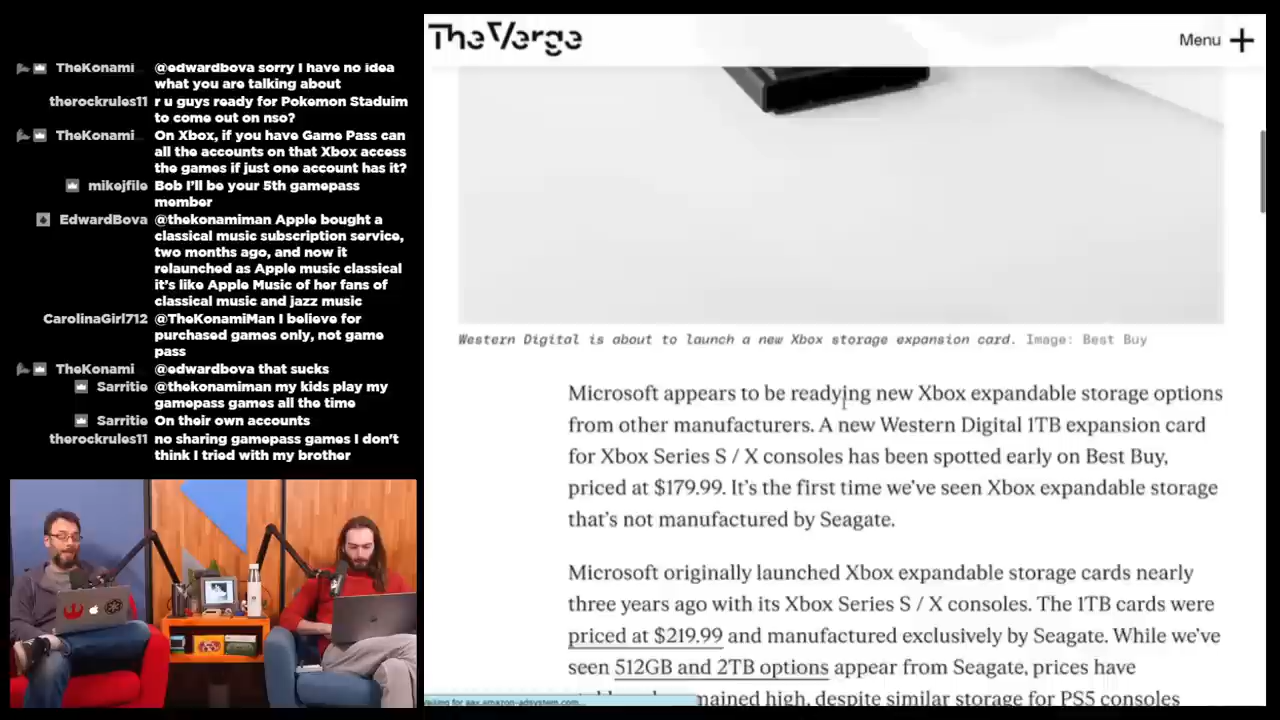 TheKonami @edwardbova sorry I have no idea
what you are talking about
therockrules11 r u guys ready for Pokemon Staduim
to come out on nso?
TheKonami On Xbox, if you have Game Pass can
all the accounts on that Xbox access
the games if just one account has it?
mikejfile Bob I'll be your 5th gamepass
member
EdwardBova @thekonamiman Apple bought a
classical music subscription service,
two months ago, and now it
relaunched as Apple music classical
it's like Apple Music of her fans of
classical music and jazz music
CarolinaGirl712 @TheKonamiMan I believe for
purchased games only, not game
pass
TheKonami @edwardbova that sucks
Sarritie @thekonamiman my kids play my
gamepass games all the time
Sarritie On their own accounts
therockrules11 no sharing gamepass games I don't
think I tried with my brother
The Verge
Menu
Western Digital is about to launch a new Xbox storage expansion card. Image: Best Buy
Microsoft appears to be readying new Xbox expandable storage options
from other manufacturers. A new Western Digital 1TB expansion card
for Xbox Series S / X consoles has been spotted early on Best Buy,
priced at $179.99. It's the first time we've seen Xbox expandable storage
that's not manufactured by Seagate.
Microsoft originally launched Xbox expandable storage cards nearly
three years ago with its Xbox Series S / X consoles. The 1TB cards were
priced at $219.99 and manufactured exclusively by Seagate. While we've
seen 512GB and 2TB options appear from Seagate, prices have
mained high, despite similar storage for PS5 consoles